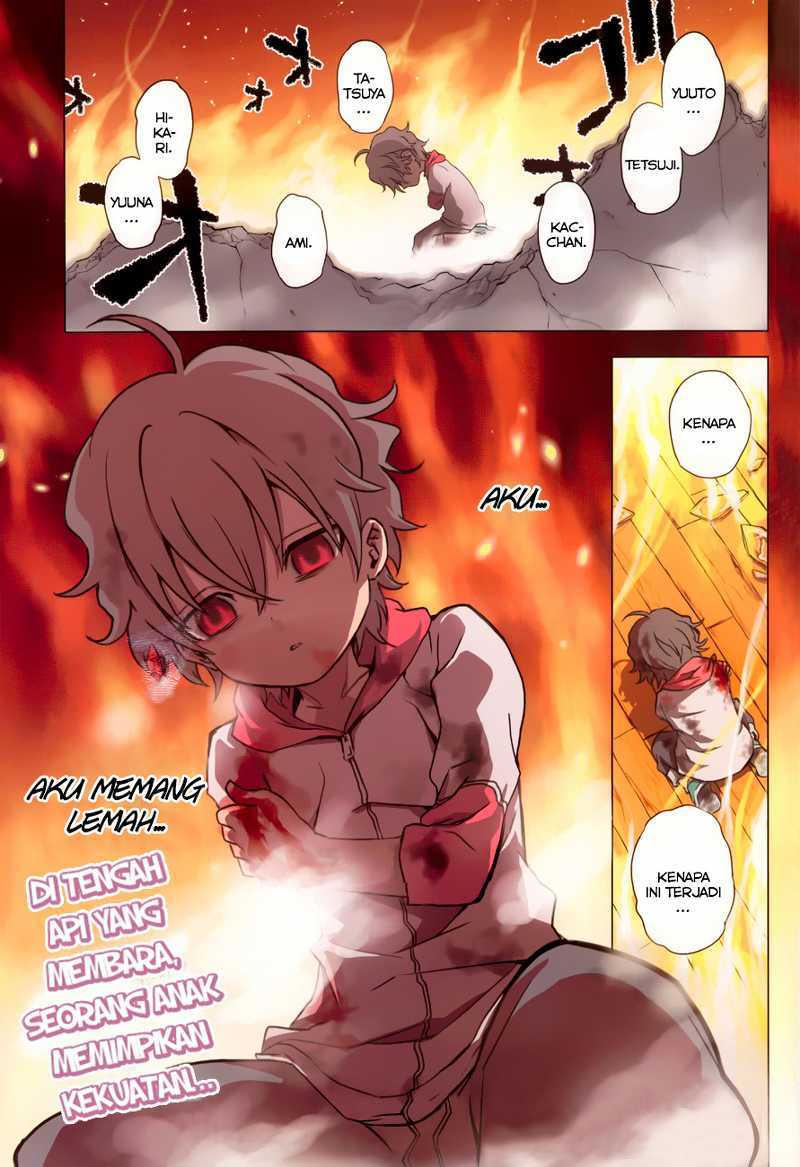 YUUTO
...
TETSUJI.
KAC-
CHAN.
TA-
TSUYA
...
AMI.
HI-
KA-
RI.
YUUNA
...
KENAPA
...
KENAPA
INI TERJADI
...
AKU...
AKU MEMANG
LEMAH...
DI TENGAH
API YANG
MEMBARA,
SEORANG ANAK
MEMIMPIKAN
KEKUATAN...